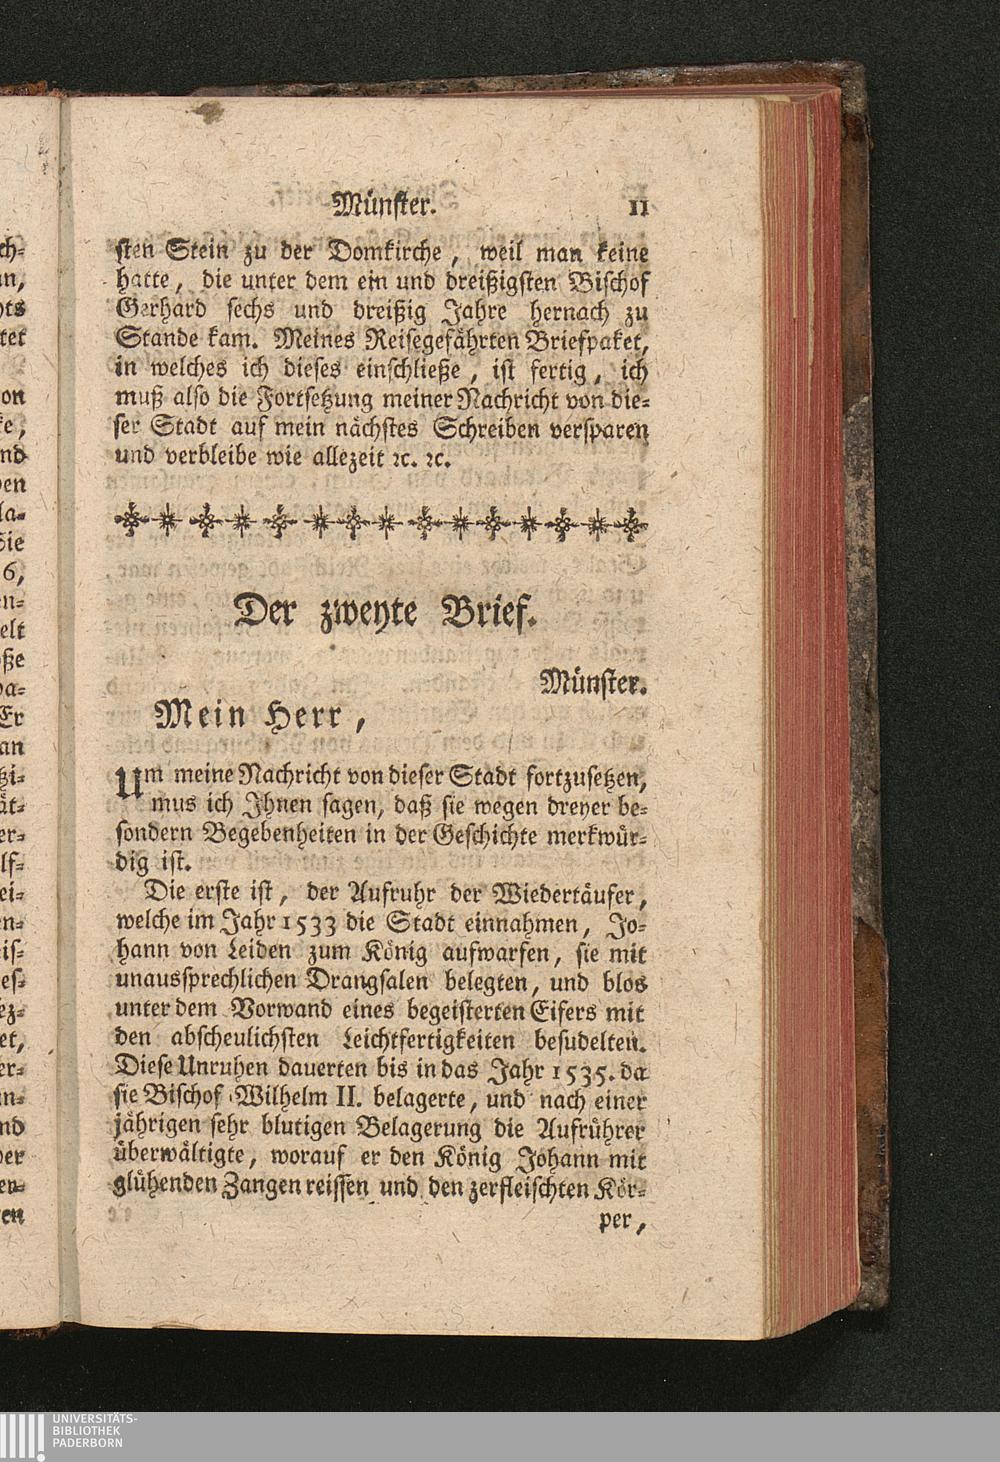 Münster. 11
sten Stein zu der Domkirche, weil man keine
hatte, die unter dem ein und dreißigsten Bischof
Gerhard sechs und dreißig Jahre hernach zu
Stande kam. Meines Reisegefährten Briefpaket,
in welches ich dieses einschließe, ist fertig, ich
muß also die Fortsetzung meiner Nachricht von die-
ser Stadt auf mein nächstes Schreiben versparen
und verbleibe wie allezeit ꝛc. ꝛc.
Der zweyte Brief.
Münster.
Mein Herr,
Um meine Nachricht von dieser Stadt fortzusetzen,
mus ich Ihnen sagen, daß sie wegen dreyer be-
sondern Begebenheiten in der Geschichte merkwür-
dig ist.
Die erste ist, der Aufruhr der Wiedertäufer,
welche im Jahr 1533 die Stadt einnahmen, Jo-
hann von Leiden zum König aufwarfen, sie mit
unaussprechlichen Drangsalen belegten, und blos
unter dem Vorwand eines begeisterten Eifers mit
den abscheulichsten Leichtfertigkeiten besudelten.
Diese Unruhen dauerten bis in das Jahr 1535. da
sie Bischof Wilhelm II. belagerte, und nach einer
jährigen sehr blutigen Belagerung die Aufrührer
überwältigte, worauf er den König Johann mit
glühenden Zangen reissen und den zerfleischten Kör-
per,
UNIVERSITÄTS-
BIBLIOTHEK
PADERBORN